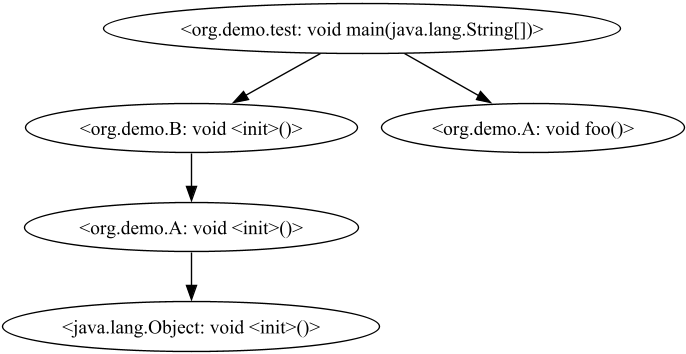 <org.demo.test: void main(java.lang.String[])>
<org.demo.B: void <init>()>
<org.demo.A: void foo()>
<org.demo.A: void <init>()>
<java.lang.Object: void <init>()>